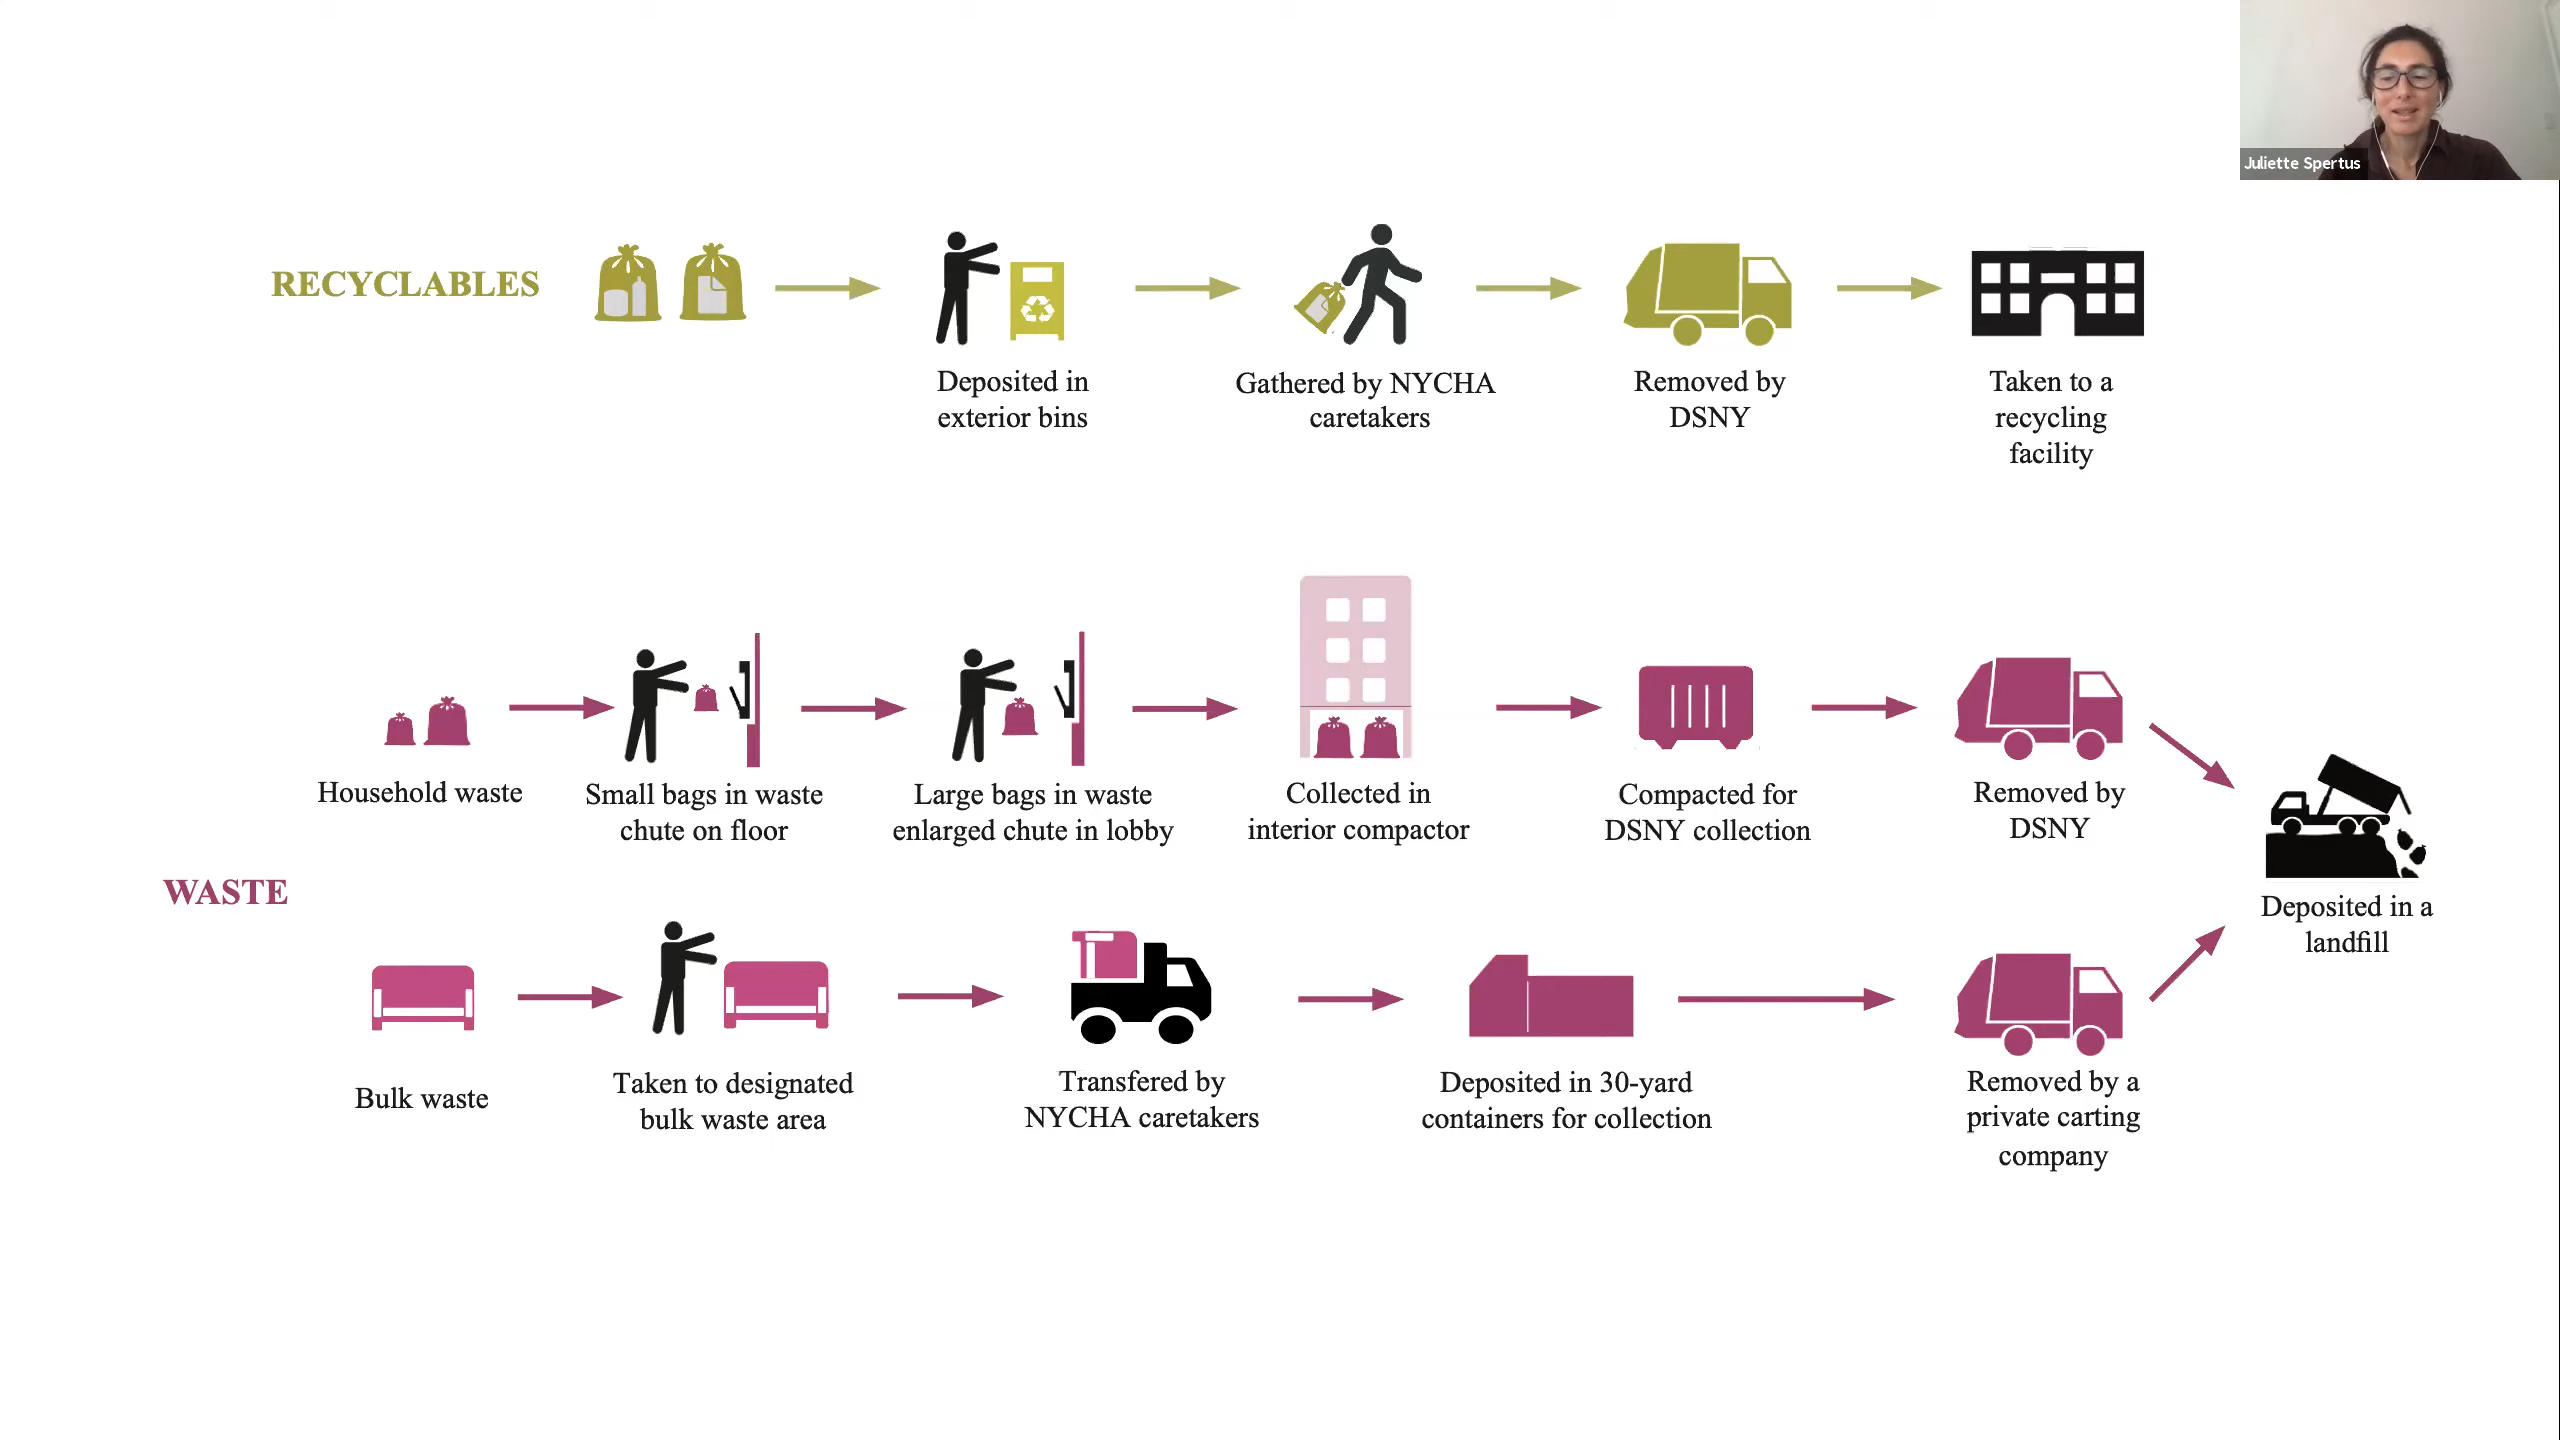 Juliette Spertus
RECYCLABLES
Deposited in
exterior bins
Gathered by NYCHA
caretakers
Removed by
DSNY
Taken to a
recycling
facility
WASTE
Household waste
Small bags in waste
chute on floor
Large bags in waste
enlarged chute in lobby
Collected in
interior compactor
Compacted for
DSNY collection
Removed by
DSNY
Deposited in a
landfill
Bulk waste
Taken to designated
bulk waste area
Transfered by
NYCHA caretakers
Deposited in 30-yard
containers for collection
Removed by a
private carting
company